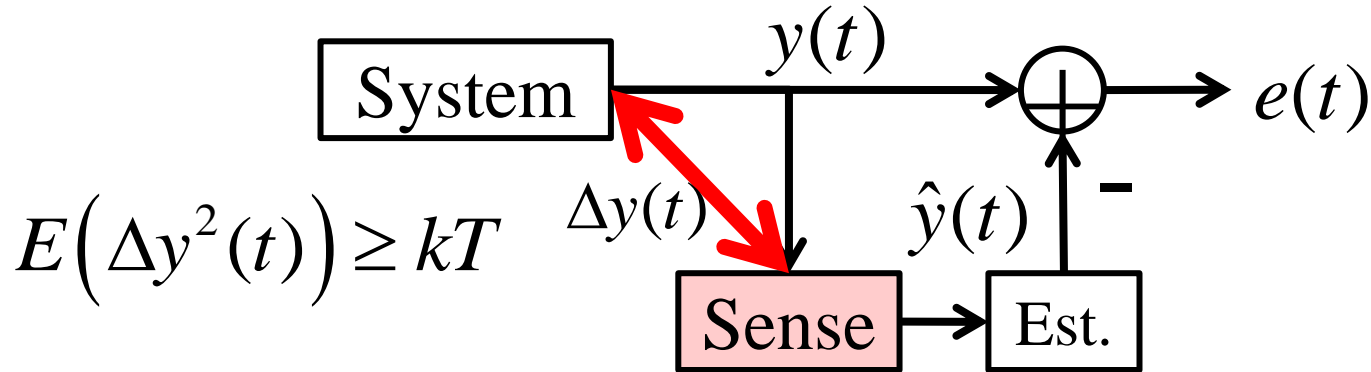 y(t)
System
e(t)
Δy(t)
ŷ(t)
-
E(Δy²(t)) ≥ kT
Sense
Est.